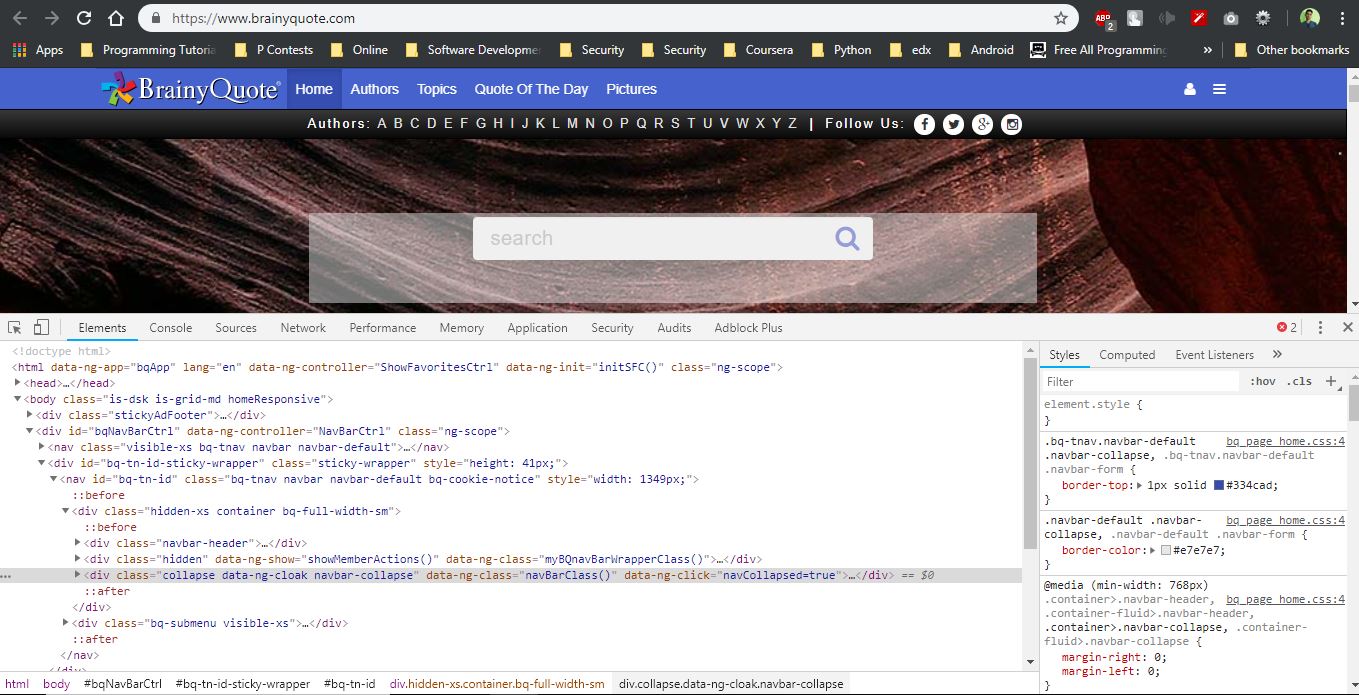 https://www.brainyquote.com
ABP 2
Apps Programming Tutoria P Contests Online Software Developme Security Security Coursera Python edx Android Free All Programming » Other bookmarks
BrainyQuote® Home Authors Topics Quote Of The Day Pictures
Authors: A B C D E F G H I J K L M N O P Q R S T U V W X Y Z | Follow Us:
search
Elements Console Sources Network Performance Memory Application Security Audits Adblock Plus 2
<!doctype html>
<html data-ng-app="bqApp" lang="en" data-ng-controller="ShowFavoritesCtrl" data-ng-init="initSFC()" class="ng-scope">
<head>…</head>
<body class="is-dsk is-grid-md homeResponsive">
<div class="stickyAdFooter">…</div>
<div id="bqNavBarCtrl" data-ng-controller="NavBarCtrl" class="ng-scope">
<nav class="visible-xs bq-tnav navbar navbar-default">…</nav>
<div id="bq-tn-id-sticky-wrapper" class="sticky-wrapper" style="height: 41px;">
<nav id="bq-tn-id" class="bq-tnav navbar navbar-default bq-cookie-notice" style="width: 1349px;">
::before
<div class="hidden-xs container bq-full-width-sm">
::before
<div class="navbar-header">…</div>
<div class="hidden" data-ng-show="showMemberActions()" data-ng-class="myBQnavBarWrapperClass()">…</div>
<div class="collapse data-ng-cloak navbar-collapse" data-ng-class="navBarClass()" data-ng-click="navCollapsed=true">…</div> == $0
::after
</div>
<div class="bq-submenu visible-xs">…</div>
::after
</nav>
</div>
html body #bqNavBarCtrl #bq-tn-id-sticky-wrapper #bq-tn-id div.hidden-xs.container.bq-full-width-sm div.collapse.data-ng-cloak.navbar-collapse
Styles Computed Event Listeners »
Filter :hov .cls +
element.style {
}
.bq-tnav.navbar-default bq_page_home.css:4
.navbar-collapse, .bq-tnav.navbar-default
.navbar-form {
border-top: 1px solid #334cad;
}
.navbar-default .navbar- bq_page_home.css:4
collapse, .navbar-default .navbar-form {
border-color: #e7e7e7;
}
@media (min-width: 768px)
.container>.navbar-header, bq_page_home.css:4
.container-fluid>.navbar-header,
.container>.navbar-collapse, .container-
fluid>.navbar-collapse {
margin-right: 0;
margin-left: 0;
}